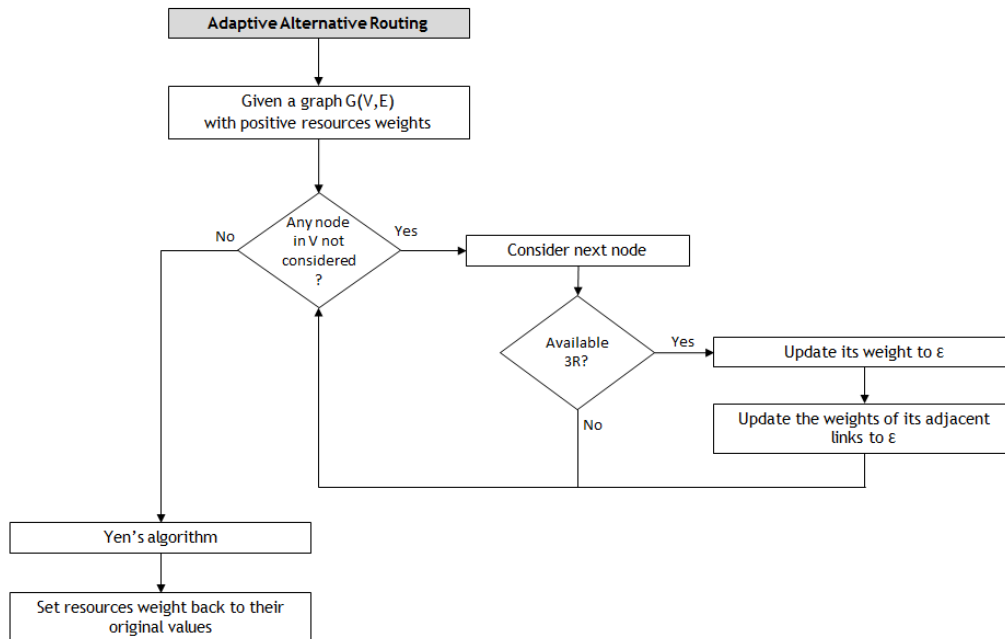 Adaptive Alternative Routing
Given a graph G(V,E)
with positive resources weights
Any node
in V not
considered
?
No
Yes
Consider next node
Available
3R?
Yes
No
Update its weight to ε
Update the weights of its adjacent
links to ε
Yen's algorithm
Set resources weight back to their
original values